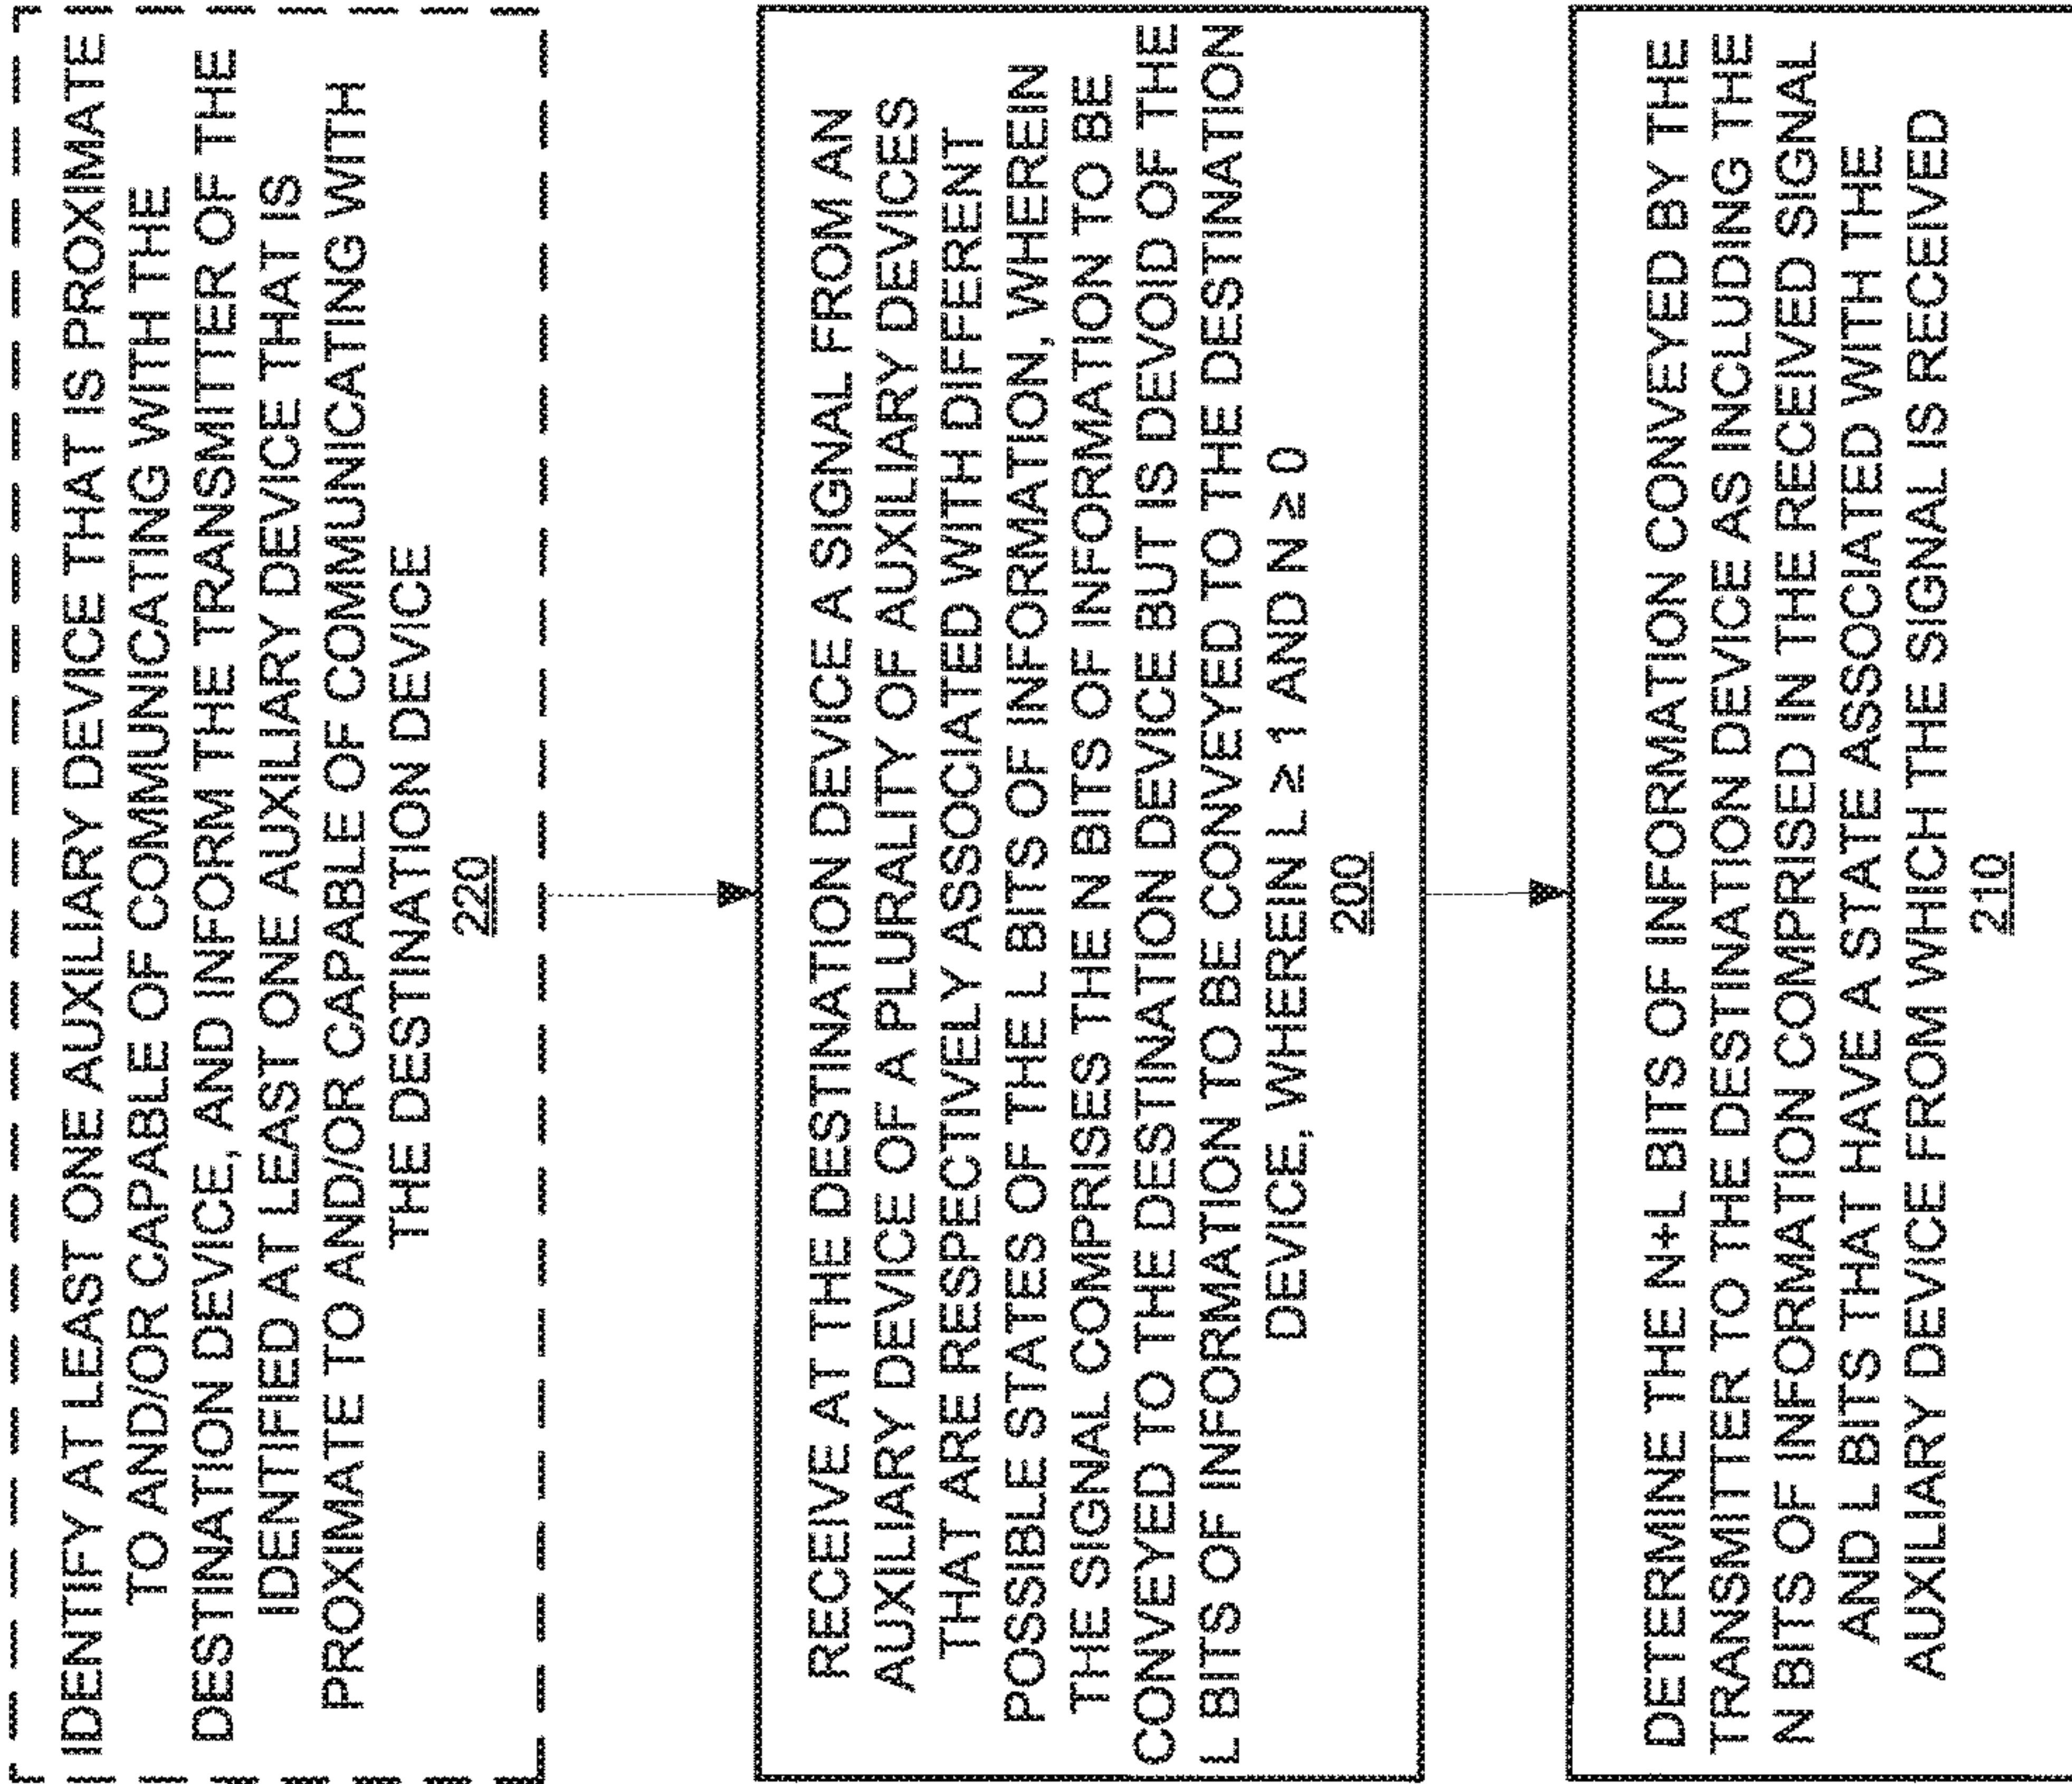 IDENTIFY AT LEAST ONE AUXILIARY DEVICE THAT IS PROXIMATE
TO AND/OR CAPABLE OF COMMUNICATING WITH THE
DESTINATION DEVICE, AND INFORM THE TRANSMITTER OF THE
IDENTIFIED AT LEAST ONE AUXILIARY DEVICE THAT IS
PROXIMATE TO AND/OR CAPABLE OF COMMUNICATING WITH
THE DESTINATION DEVICE
220
RECEIVE AT THE DESTINATION DEVICE A SIGNAL FROM AN
AUXILIARY DEVICE OF A PLURALITY OF AUXILIARY DEVICES
THAT ARE RESPECTIVELY ASSOCIATED WITH DIFFERENT
POSSIBLE STATES OF THE L BITS OF INFORMATION, WHEREIN
THE SIGNAL COMPRISES THE N BITS OF INFORMATION TO BE
CONVEYED TO THE DESTINATION DEVICE BUT IS DEVOID OF THE
L BITS OF INFORMATION TO BE CONVEYED TO THE DESTINATION
DEVICE, WHEREIN L ≥ 1 AND N ≥ 0
200
DETERMINE THE N+L BITS OF INFORMATION CONVEYED BY THE
TRANSMITTER TO THE DESTINATION DEVICE AS INCLUDING THE
N BITS OF INFORMATION COMPRISED IN THE RECEIVED SIGNAL
AND L BITS THAT HAVE A STATE ASSOCIATED WITH THE
AUXILIARY DEVICE FROM WHICH THE SIGNAL IS RECEIVED
210